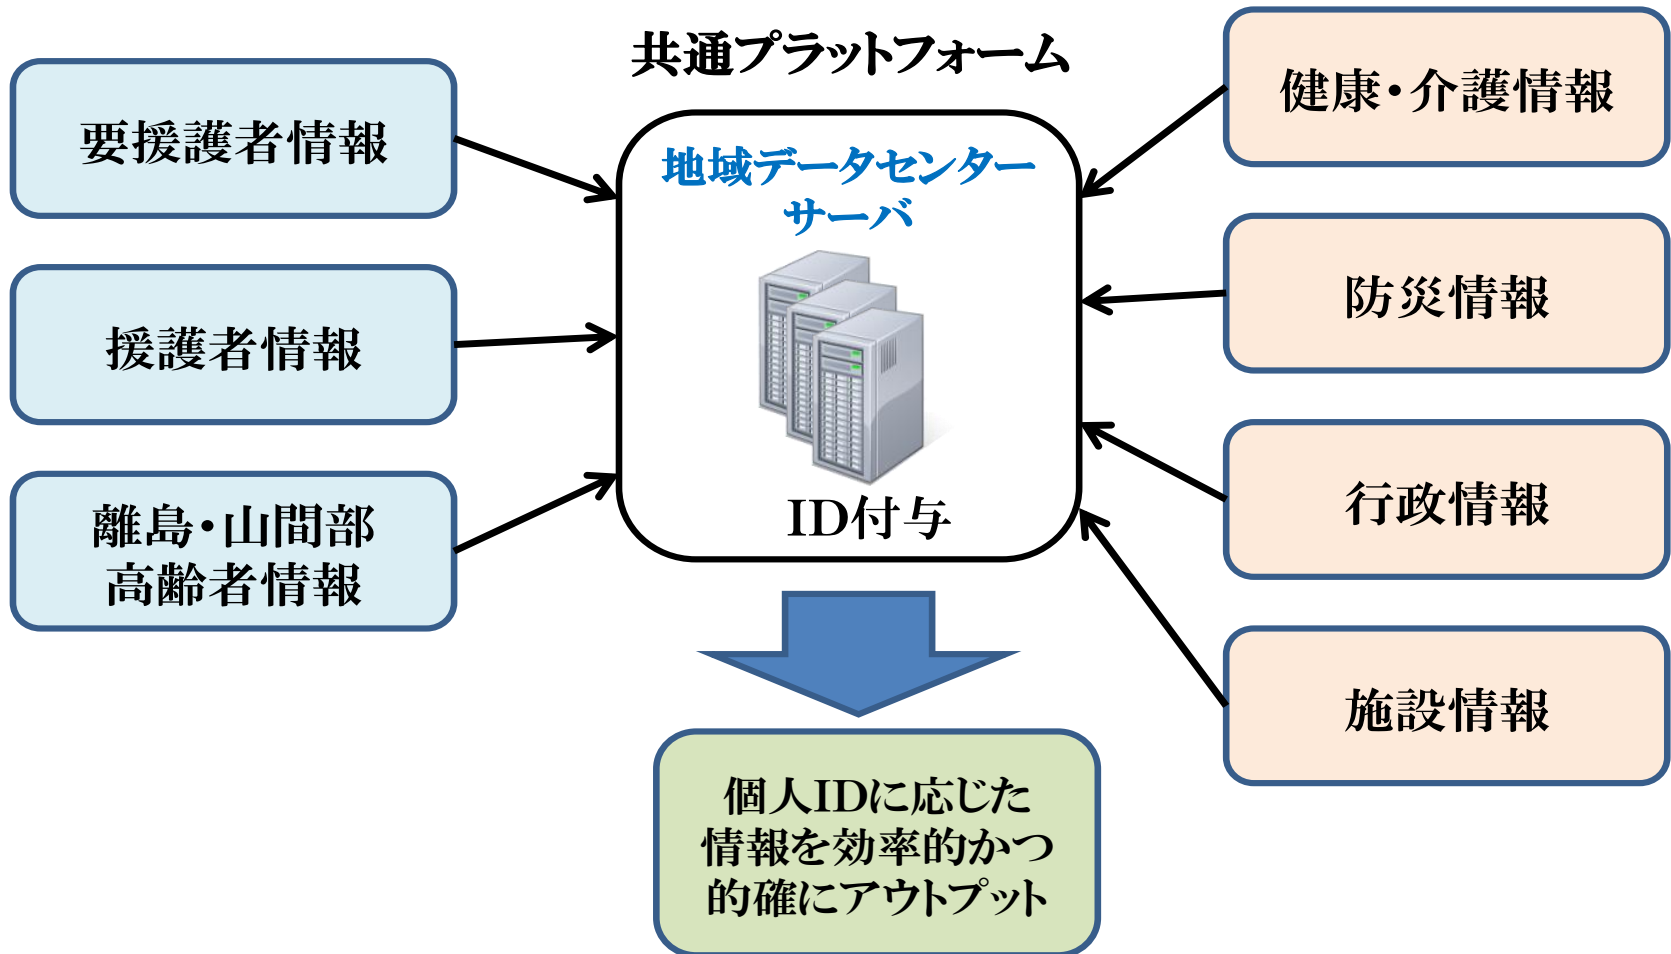 共通プラットフォーム
要援護者情報
援護者情報
離島・山間部
高齢者情報
地域データセンター
サーバ
ID付与
健康・介護情報
防災情報
行政情報
施設情報
個人IDに応じた
情報を効率的かつ
的確にアウトプット